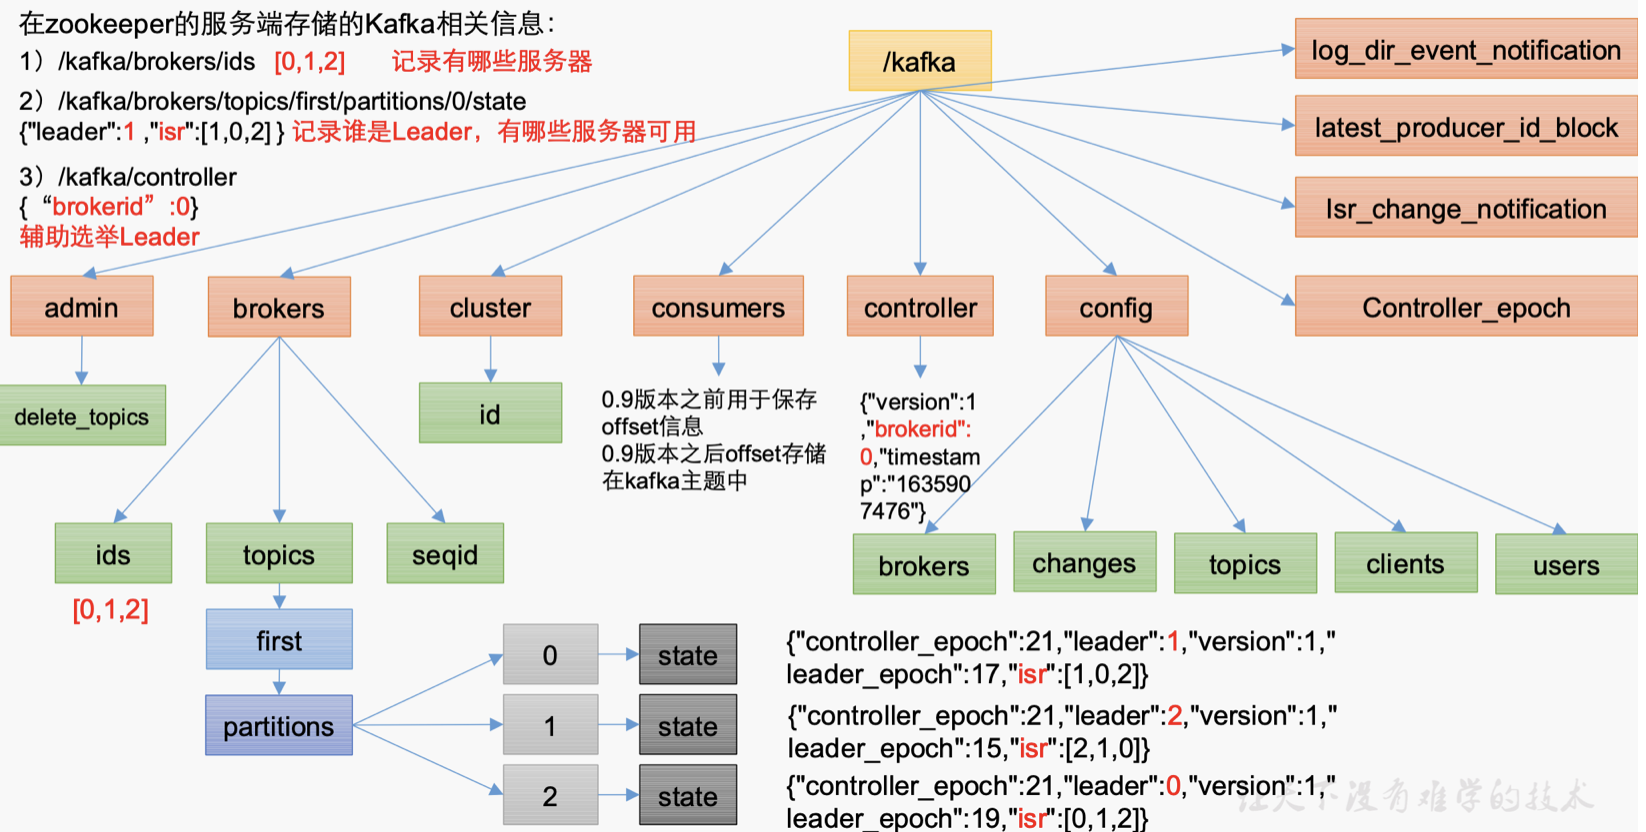 在zookeeper的服务端存储的Kafka相关信息：
1）/kafka/brokers/ids [0,1,2] 记录有哪些服务器
2）/kafka/brokers/topics/first/partitions/0/state
{"leader":1 ,"isr":[1,0,2] } 记录谁是Leader，有哪些服务器可用
3）/kafka/controller
{ “brokerid” :0}
辅助选举Leader
/kafka
log_dir_event_notification
latest_producer_id_block
Isr_change_notification
Controller_epoch
admin
brokers
cluster
consumers
controller
config
delete_topics
id
0.9版本之前用于保存
offset信息
0.9版本之后offset存储
在kafka主题中
{"version":1
,"brokerid":
0,"timestam
p":"163590
7476"}
ids
topics
seqid
brokers
changes
topics
clients
users
[0,1,2]
first
partitions
0
state
1
state
2
state
{"controller_epoch":21,"leader":1,"version":1,"
leader_epoch":17,"isr":[1,0,2]}
{"controller_epoch":21,"leader":2,"version":1,"
leader_epoch":15,"isr":[2,1,0]}
{"controller_epoch":21,"leader":0,"version":1,"
leader_epoch":19,"isr":[0,1,2]}
让天下没有难学的技术